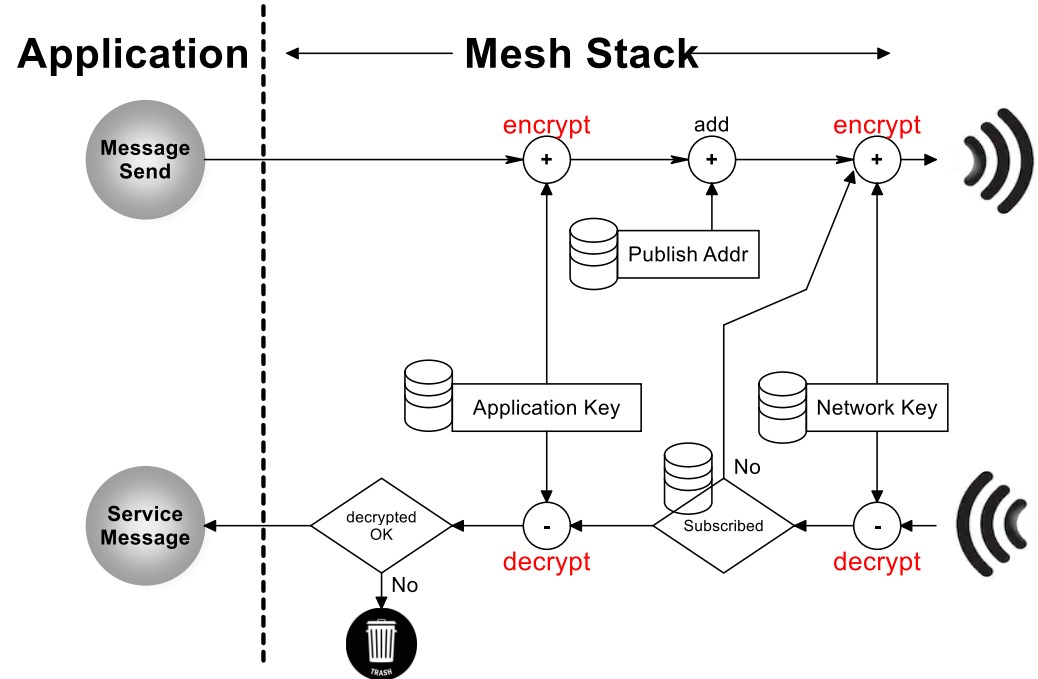 Application
Mesh Stack
encrypt
add
encrypt
Message
Send
+
+
+
Publish Addr
Application Key
Network Key
No
Service
Message
decrypted
OK
-
Subscribed
-
decrypt
decrypt
No
TRASH